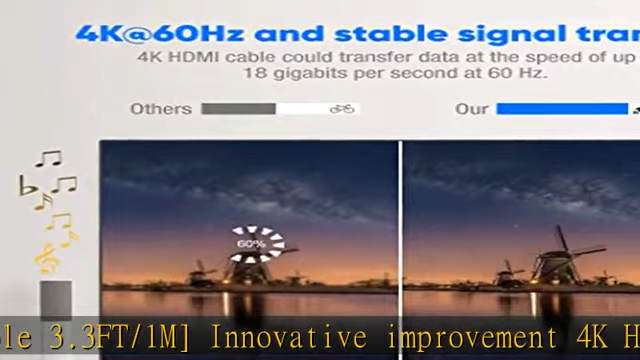 4K@60Hz and stable signal tran
4K HDMI cable could transfer data at the speed of up
18 gigabits per second at 60 Hz.
Others
Our
60%
le 3.3FT/1M] Innovative improvement 4K H